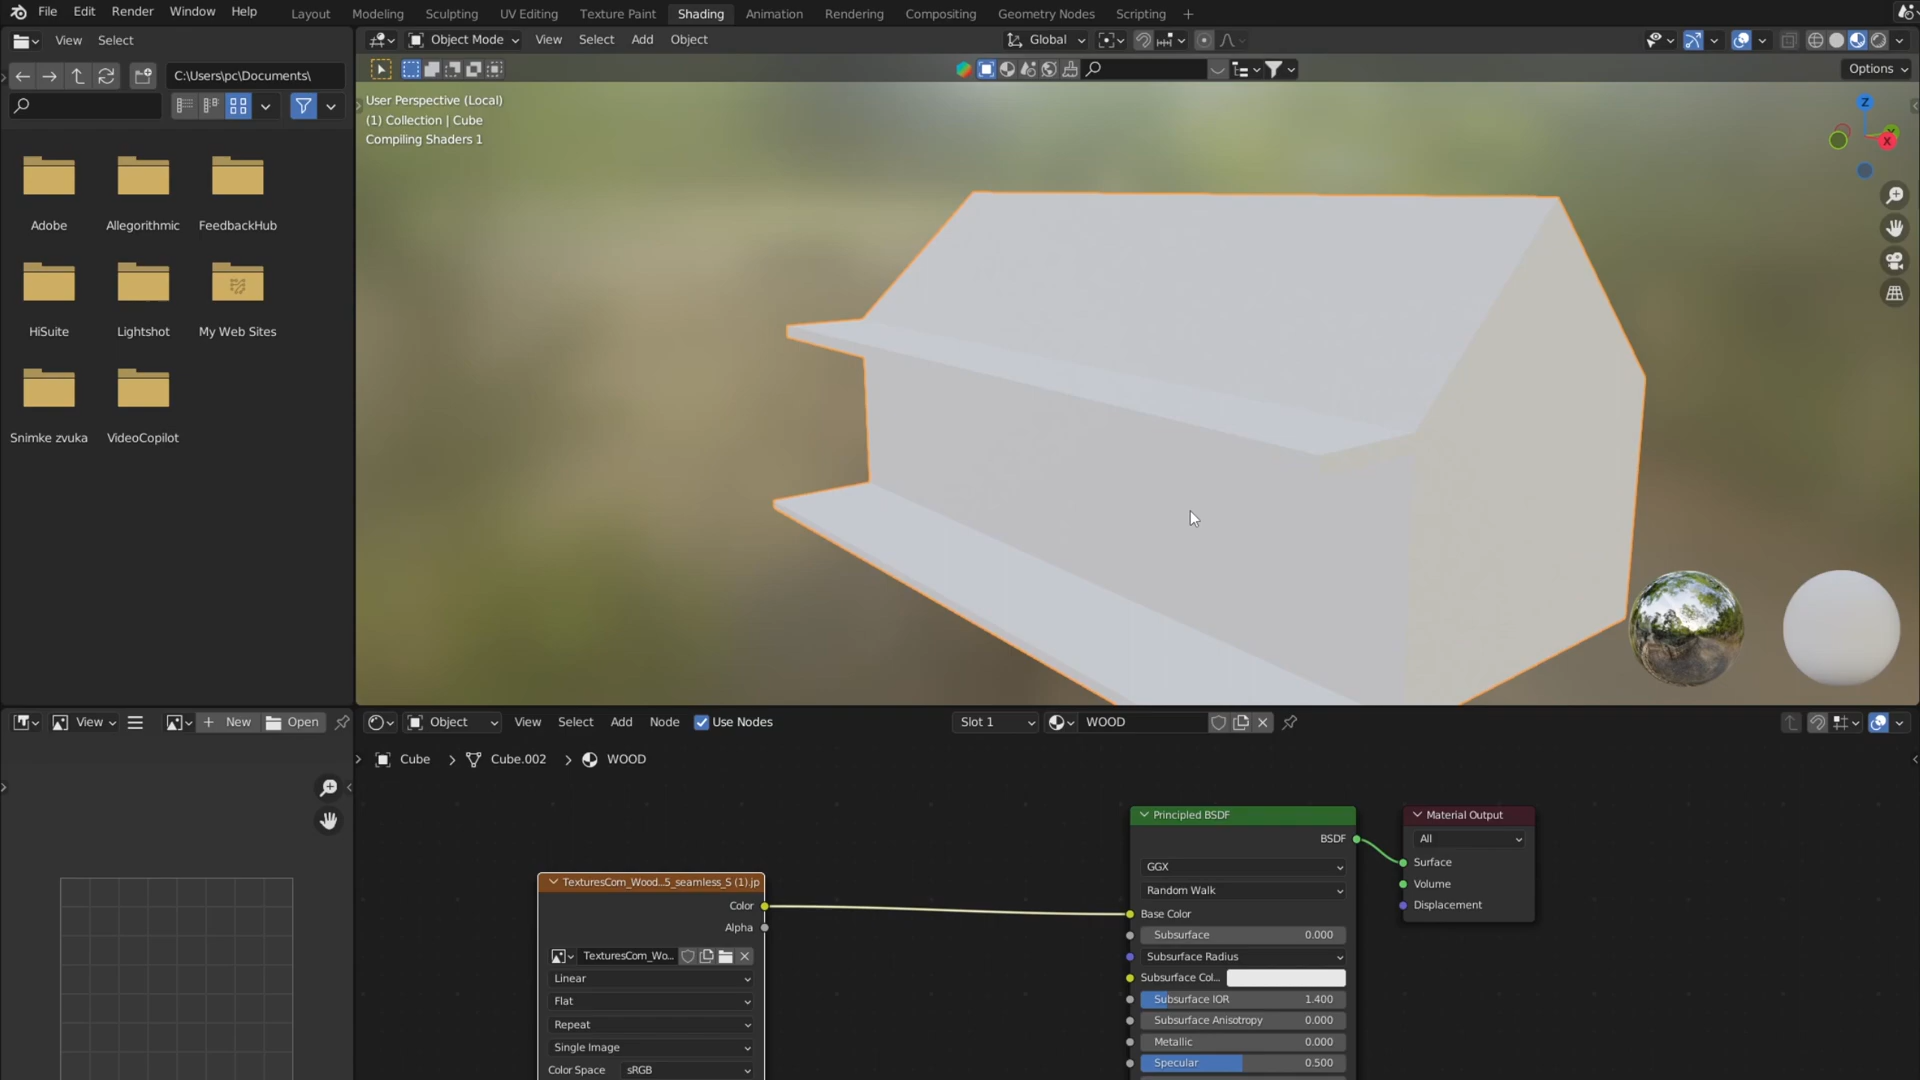 File Edit Render Window Help Layout Modeling Sculpting UV Editing Texture Paint Shading Animation Rendering Compositing Geometry Nodes Scripting +
View Select
Object Mode View Select Add Object Global
C:\Users\pc\Documents\
Options
User Perspective (Local)
(1) Collection | Cube
Compiling Shaders 1
Z
Y
X
Adobe Allegorithmic FeedbackHub
HiSuite Lightshot My Web Sites
Snimke zvuka VideoCopilot
View New Open
Object View Select Add Node Use Nodes Slot 1 WOOD
Cube > Cube.002 > WOOD
TexturesCom_Wood...5_seamless_S (1).jp
Color
Alpha
TexturesCom_Wo...
Linear
Flat
Repeat
Single Image
Color Space sRGB
Principled BSDF
BSDF
GGX
Random Walk
Base Color
Subsurface 0.000
Subsurface Radius
Subsurface Col...
Subsurface IOR 1.400
Subsurface Anisotropy 0.000
Metallic 0.000
Specular 0.500
Material Output
All
Surface
Volume
Displacement